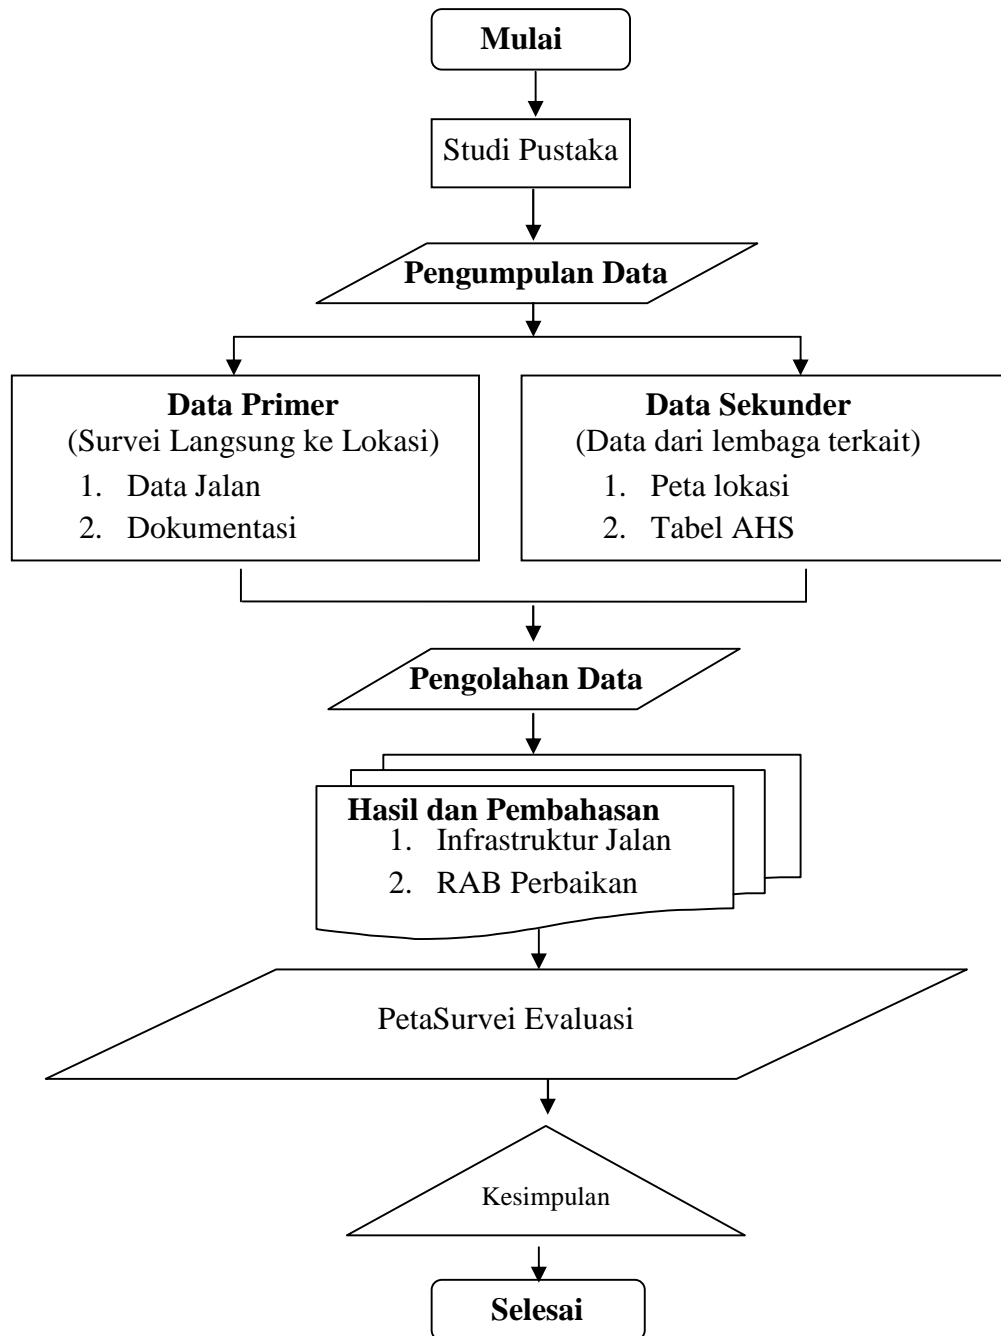 Mulai
Studi Pustaka
Pengumpulan Data
Data Primer
(Survei Langsung ke Lokasi)
1. Data Jalan
2. Dokumentasi
Data Sekunder
(Data dari lembaga terkait)
1. Peta lokasi
2. Tabel AHS
Pengolahan Data
Hasil dan Pembahasan
1. Infrastruktur Jalan
2. RAB Perbaikan
PetaSurvei Evaluasi
Kesimpulan
Selesai